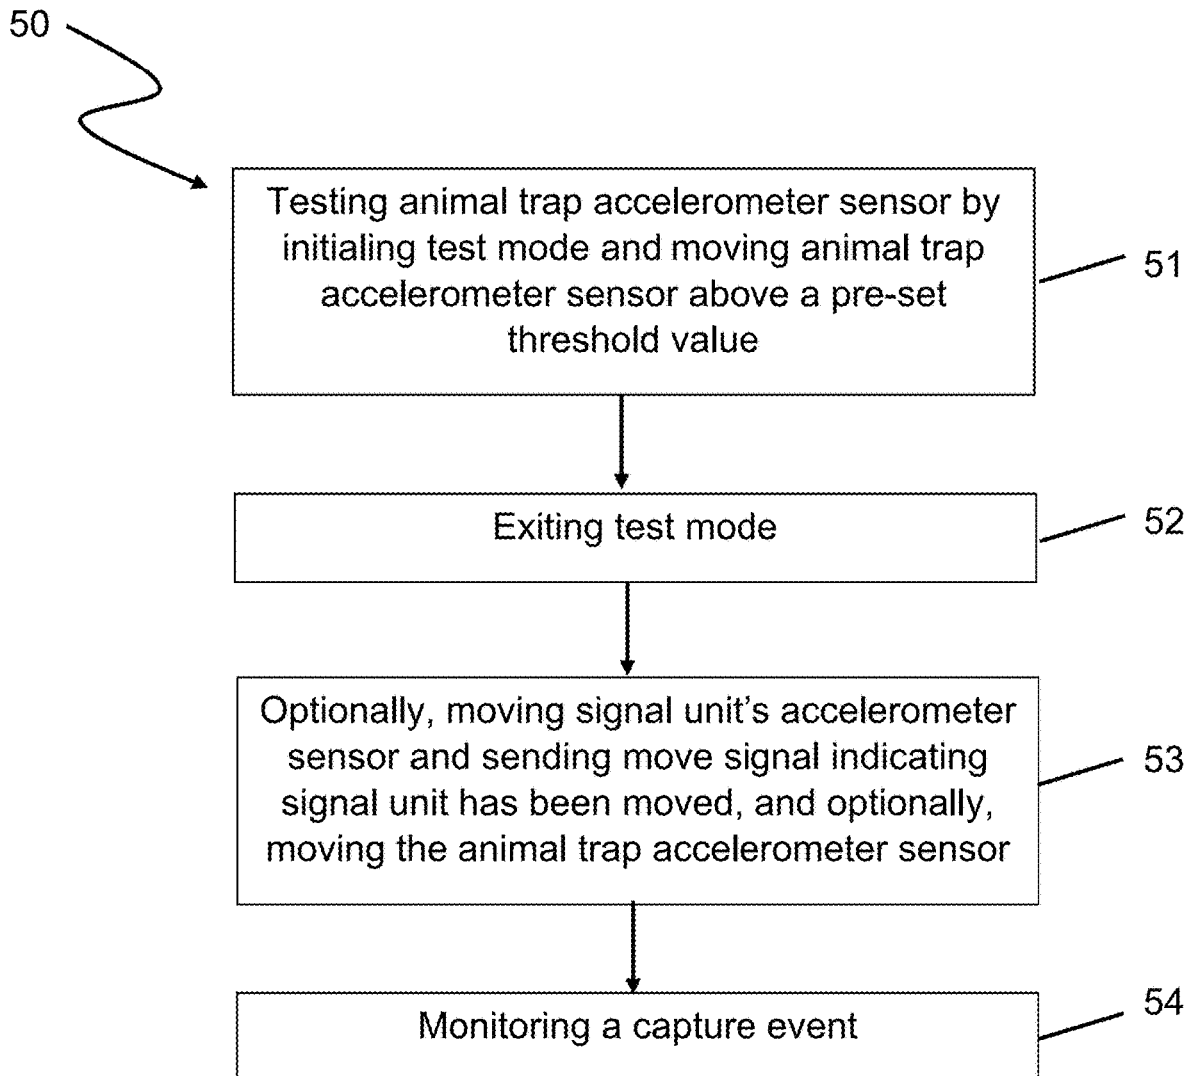 50
Testing animal trap accelerometer sensor by
initialing test mode and moving animal trap
accelerometer sensor above a pre-set
threshold value
51
Exiting test mode
52
Optionally, moving signal unit’s accelerometer
sensor and sending move signal indicating
signal unit has been moved, and optionally,
moving the animal trap accelerometer sensor
53
Monitoring a capture event
54